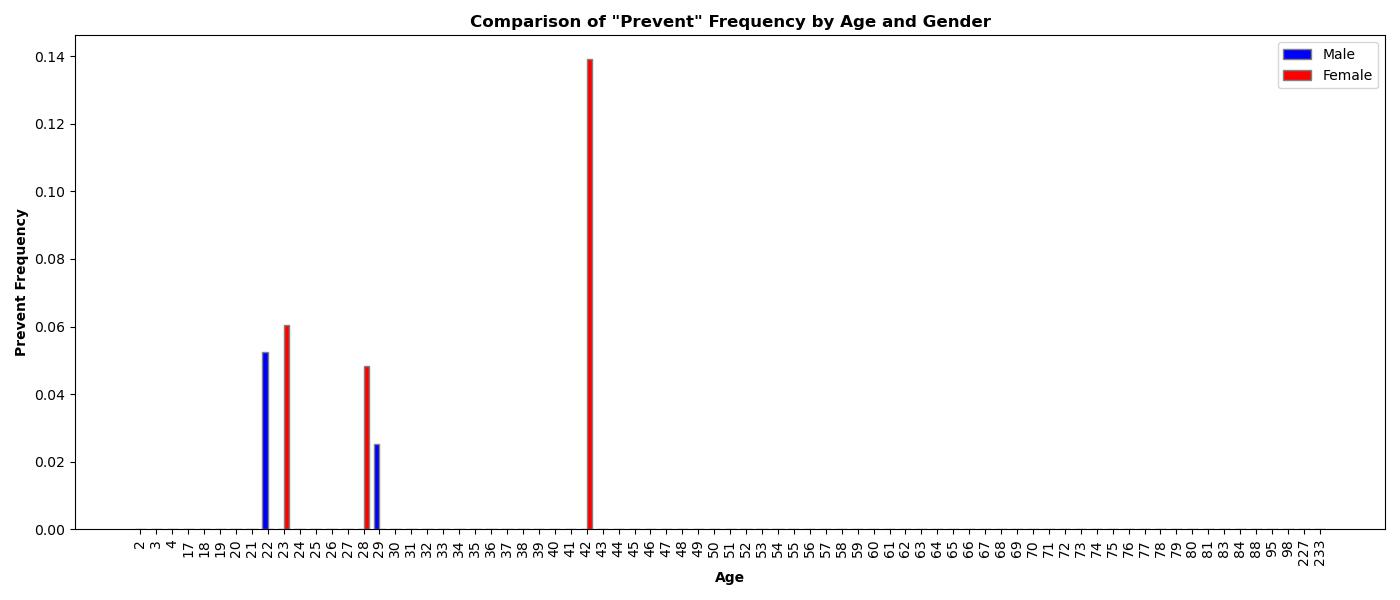 Comparison of "Prevent" Frequency by Age and Gender
Male
Female
Prevent Frequency
0.14
0.12
0.10
0.08
0.06
0.04
0.02
0.00
2 3 4 17 18 19 20 21 22 23 24 25 26 27 28 29 30 31 32 33 34 35 36 37 38 39 40 41 42 43 44 45 46 47 48 49 50 51 52 53 54 55 56 57 58 59 60 61 62 63 64 65 66 67 68 69 70 71 72 73 74 75 76 77 78 79 80 81 83 84 88 95 98 227 233
Age